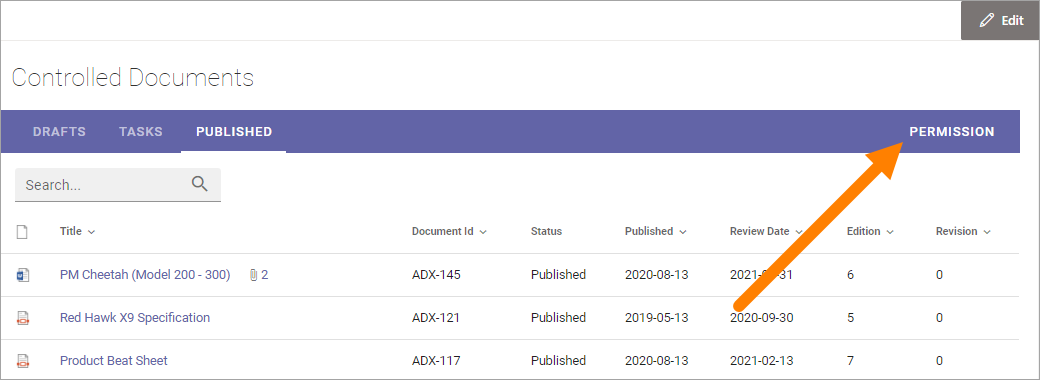 Edit
Controlled Documents
DRAFTS TASKS PUBLISHED PERMISSION
Search...
Title Document Id Status Published Review Date Edition Revision
PM Cheetah (Model 200 - 300) 2 ADX-145 Published 2020-08-13 31 6 0
Red Hawk X9 Specification ADX-121 Published 2019-05-13 2020-09-30 5 0
Product Beat Sheet ADX-117 Published 2020-08-13 2021-02-13 7 0